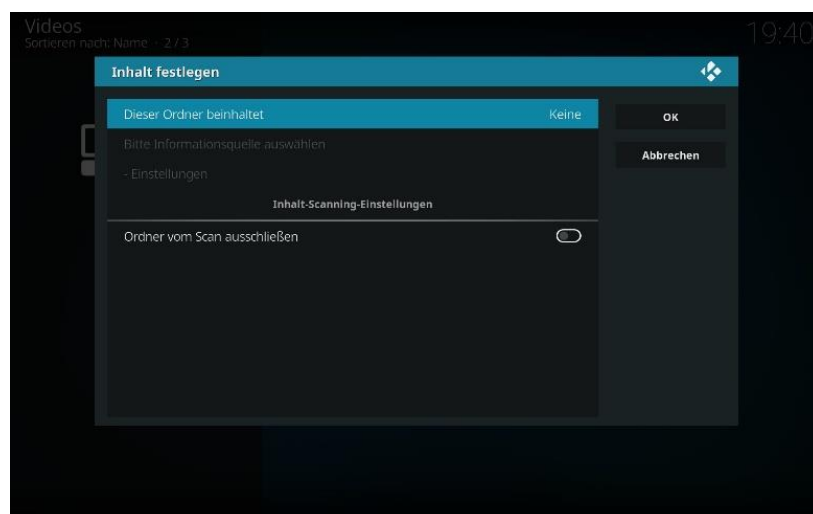 Videos
Sortieren nach: Name · 2 / 3
19:40
Inhalt festlegen
Dieser Ordner beinhaltet Keine
OK
Bitte Informationsquelle auswählen
Abbrechen
- Einstellungen
Inhalt-Scanning-Einstellungen
Ordner vom Scan ausschließen